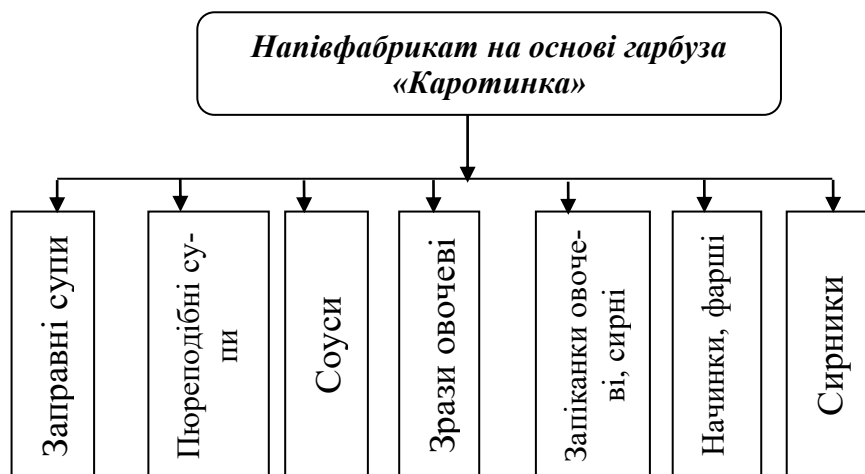 Напівфабрикат на основі гарбуза
«Каротинка»
Заправні супи
Пюреподібні су-
пи
Соуси
Зрази овочеві
Запіканки овоче-
ві, сирні
Начинки, фарші
Сирники